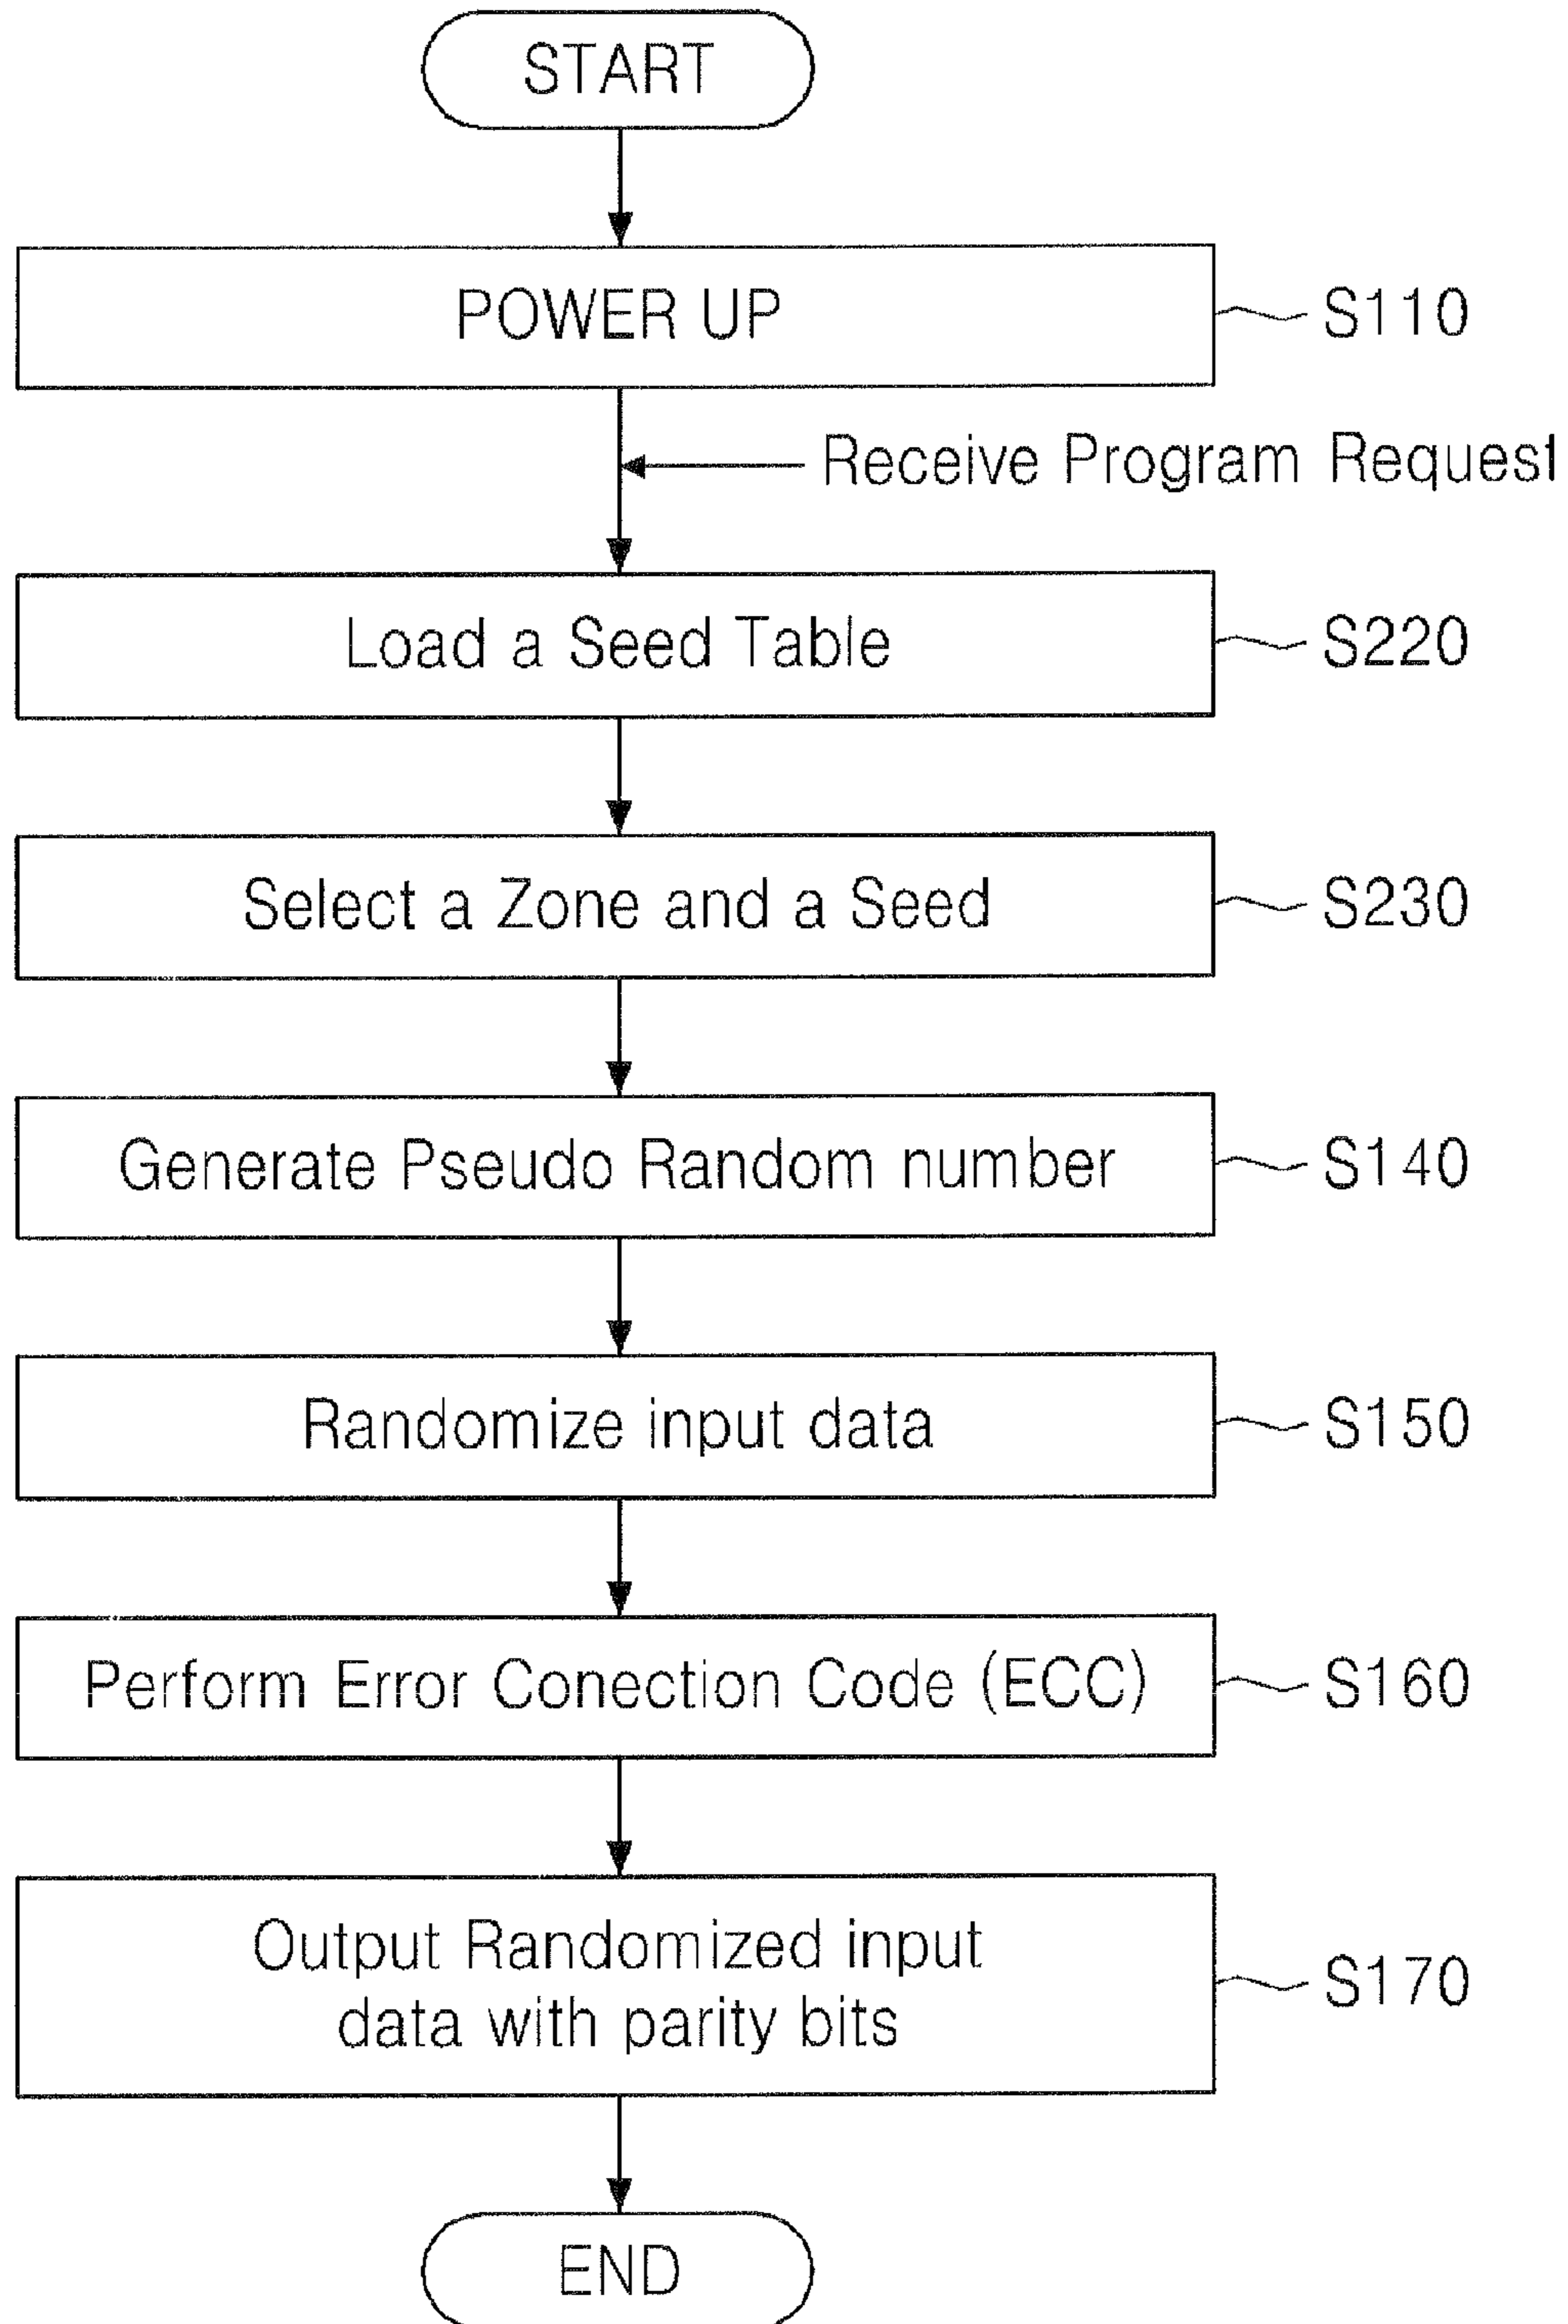 START
POWER UP
S110
Receive Program Request
Load a Seed Table
S220
Select a Zone and a Seed
S230
Generate Pseudo Random number
S140
Randomize input data
S150
Perform Error Conection Code (ECC)
S160
Output Randomized input
data with parity bits
S170
END